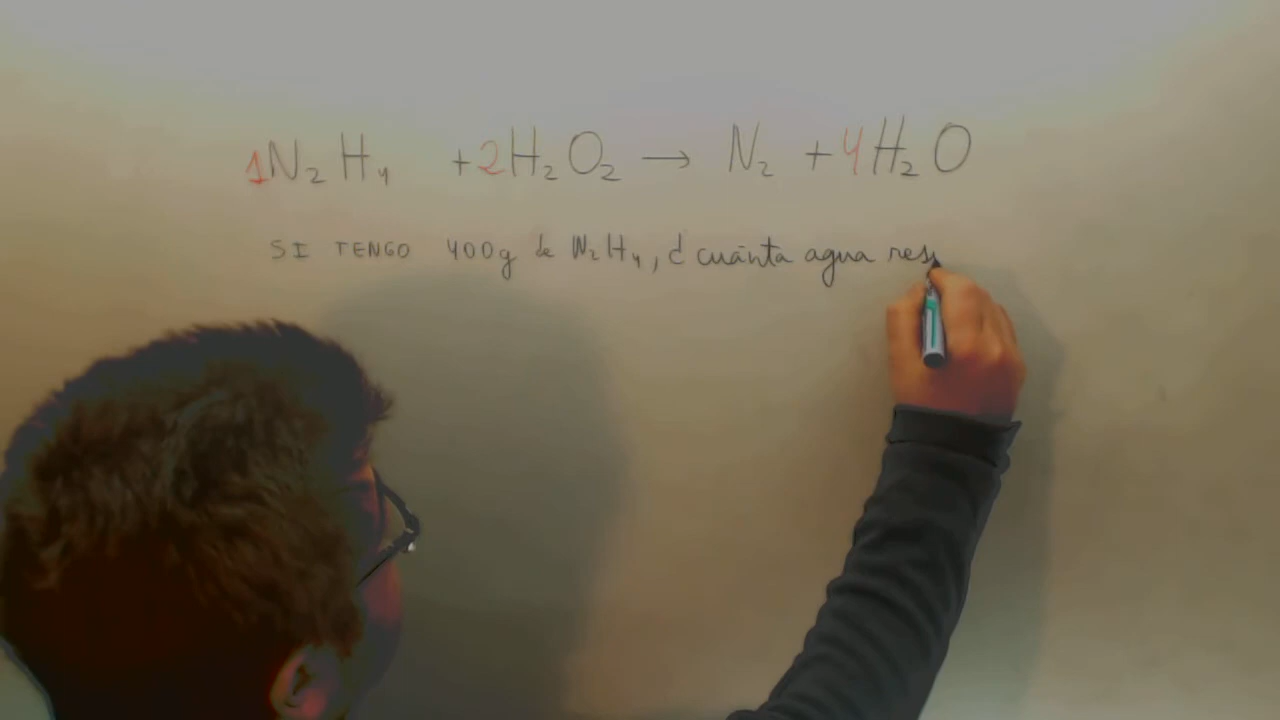 1N₂H₄ + 2H₂O₂ → N₂ + 4H₂O
SI TENGO 400g de N₂H₄, ¿cuánta agua res